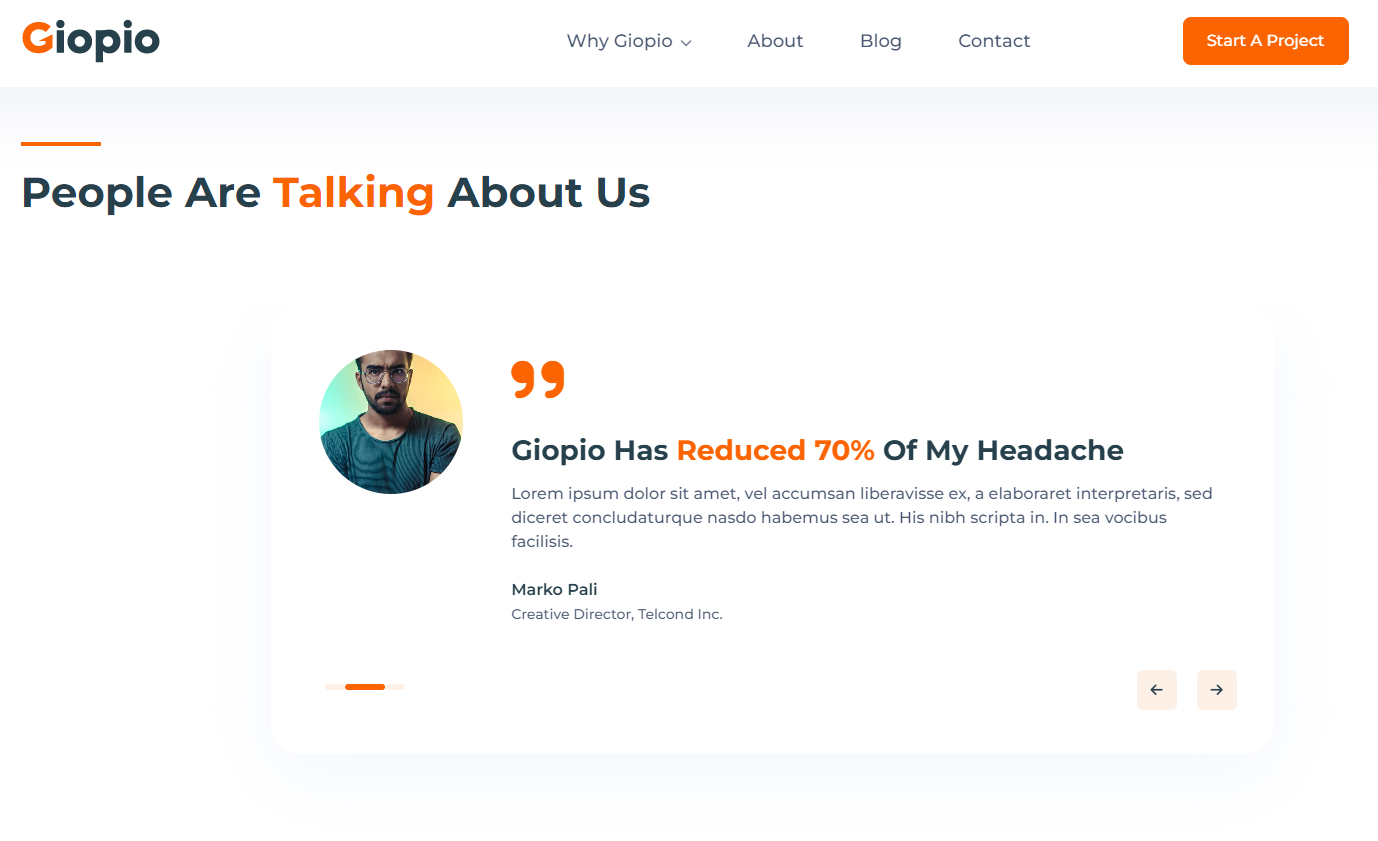 Giopio
Why Giopio
About
Blog
Contact
Start A Project
People Are Talking About Us
Giopio Has Reduced 70% Of My Headache
Lorem ipsum dolor sit amet, vel accumsan liberavisse ex, a elaboraret interpretaris, sed
diceret concludaturque nasdo habemus sea ut. His nibh scripta in. In sea vocibus
facilisis.
Marko Pali
Creative Director, Telcond Inc.